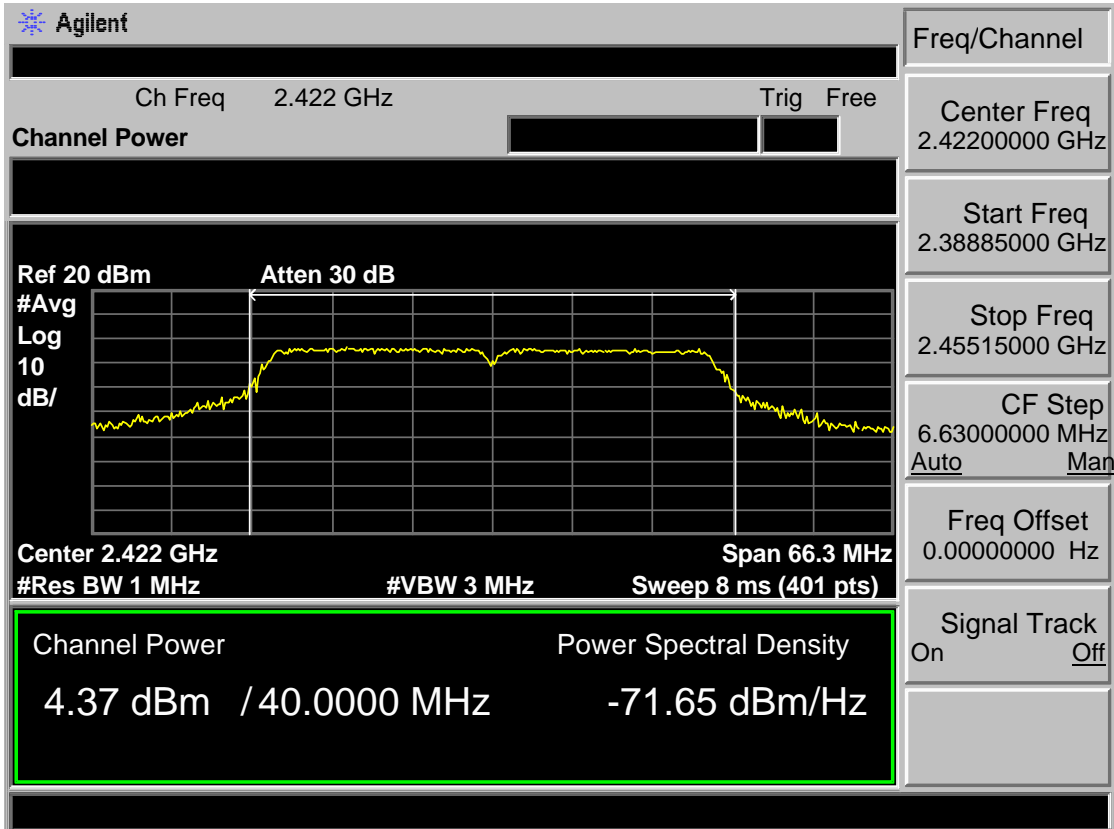 Agilent
Freq/Channel
Ch Freq 2.422 GHz Trig Free
Channel Power
Center Freq
2.42200000 GHz
Start Freq
2.38885000 GHz
Stop Freq
2.45515000 GHz
CF Step
6.63000000 MHz
Auto Man
Freq Offset
0.00000000 Hz
Signal Track
On Off
Ref 20 dBm Atten 30 dB
#Avg
Log
10
dB/
Center 2.422 GHz Span 66.3 MHz
#Res BW 1 MHz #VBW 3 MHz Sweep 8 ms (401 pts)
Channel Power Power Spectral Density
4.37 dBm / 40.0000 MHz -71.65 dBm/Hz